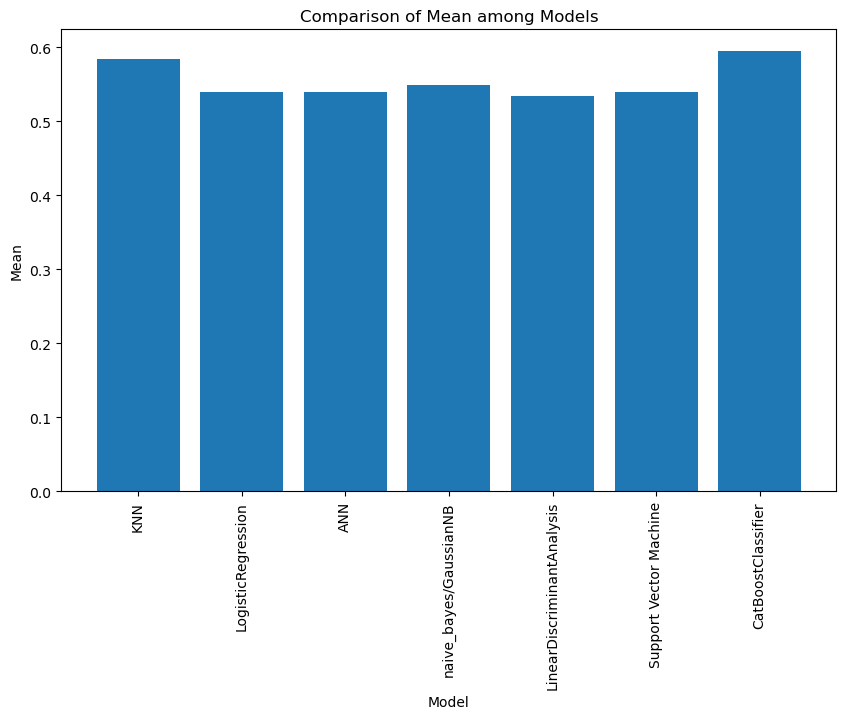 Comparison of Mean among Models
Mean
0.6
0.5
0.4
0.3
0.2
0.1
0.0
KNN
LogisticRegression
ANN
naive_bayes/GaussianNB
LinearDiscriminantAnalysis
Support Vector Machine
CatBoostClassifier
Model